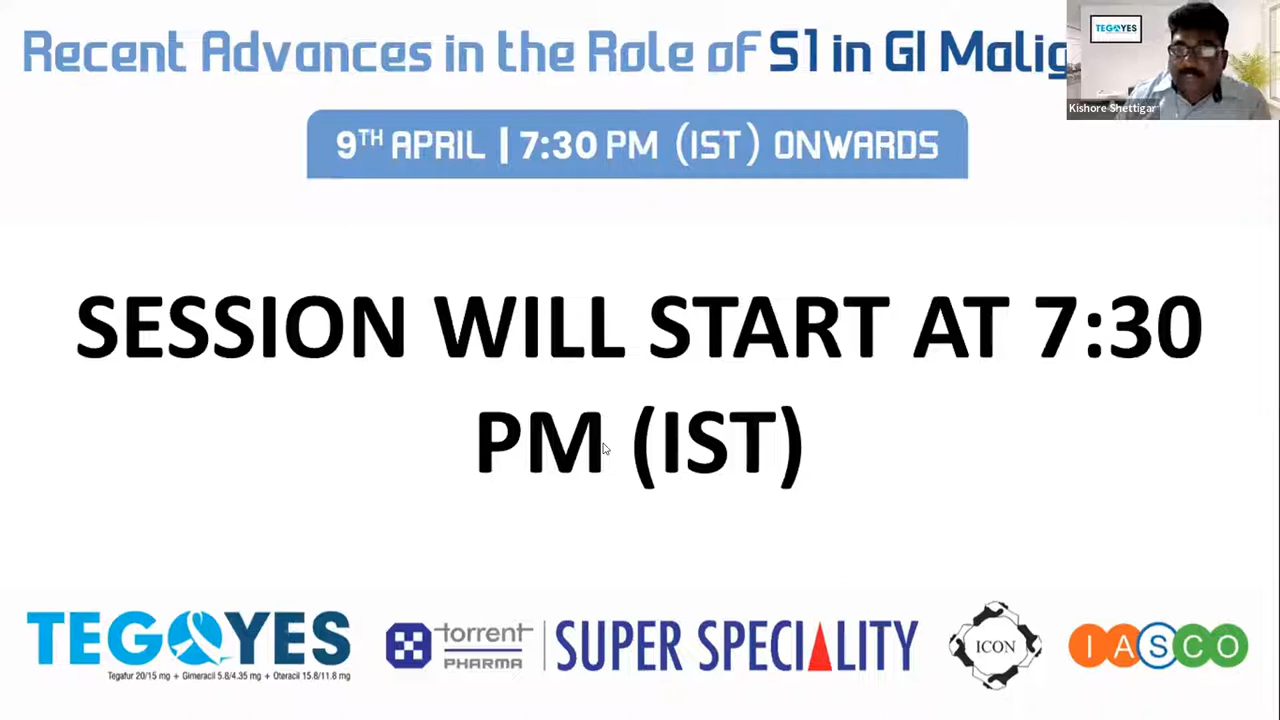 Recent Advances in the Role of S1 in GI Malig
TEGOYES
Kishore Shettigar
9TH APRIL | 7:30 PM (IST) ONWARDS
SESSION WILL START AT 7:30
PM (IST)
TEGOYES
Tegafur 20/15 mg + Gimeracil 5.8/4.35 mg + Oteracil 15.8/11.8 mg
torrent
PHARMA
SUPER SPECIALITY
ICON
IASCO